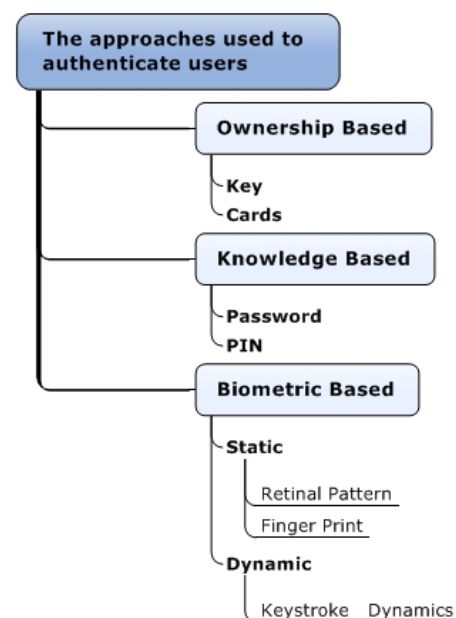 The approaches used to
authenticate users
Ownership Based
Key
Cards
Knowledge Based
Password
PIN
Biometric Based
Static
Retinal Pattern
Finger Print
Dynamic
Keystroke Dynamics